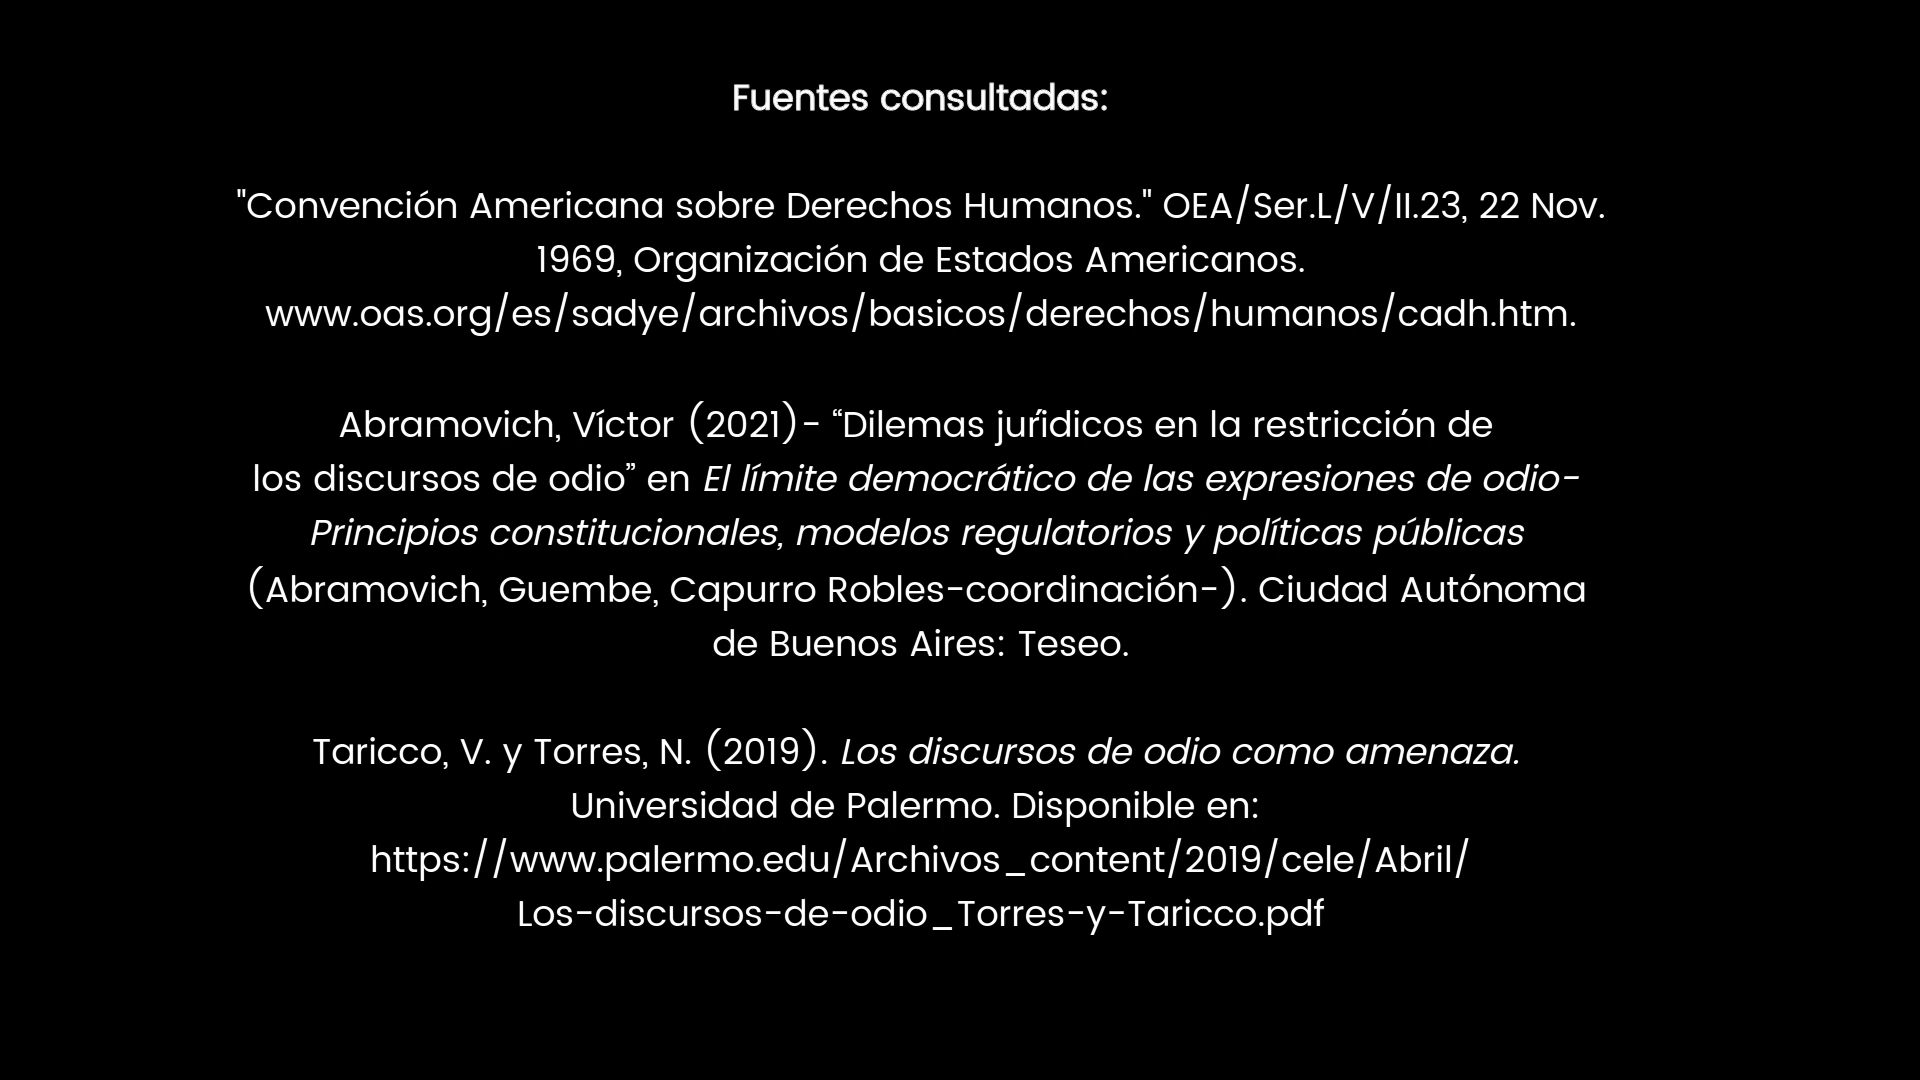 Fuentes consultadas:
"Convención Americana sobre Derechos Humanos." OEA/Ser.L/V/II.23, 22 Nov.
1969, Organización de Estados Americanos.
www.oas.org/es/sadye/archivos/basicos/derechos/humanos/cadh.htm.
Abramovich, Víctor (2021)- “Dilemas jurídicos en la restricción de
los discursos de odio” en El límite democrático de las expresiones de odio-
Principios constitucionales, modelos regulatorios y políticas públicas
(Abramovich, Guembe, Capurro Robles-coordinación-). Ciudad Autónoma
de Buenos Aires: Teseo.
Taricco, V. y Torres, N. (2019). Los discursos de odio como amenaza.
Universidad de Palermo. Disponible en:
https://www.palermo.edu/Archivos_content/2019/cele/Abril/
Los-discursos-de-odio_Torres-y-Taricco.pdf